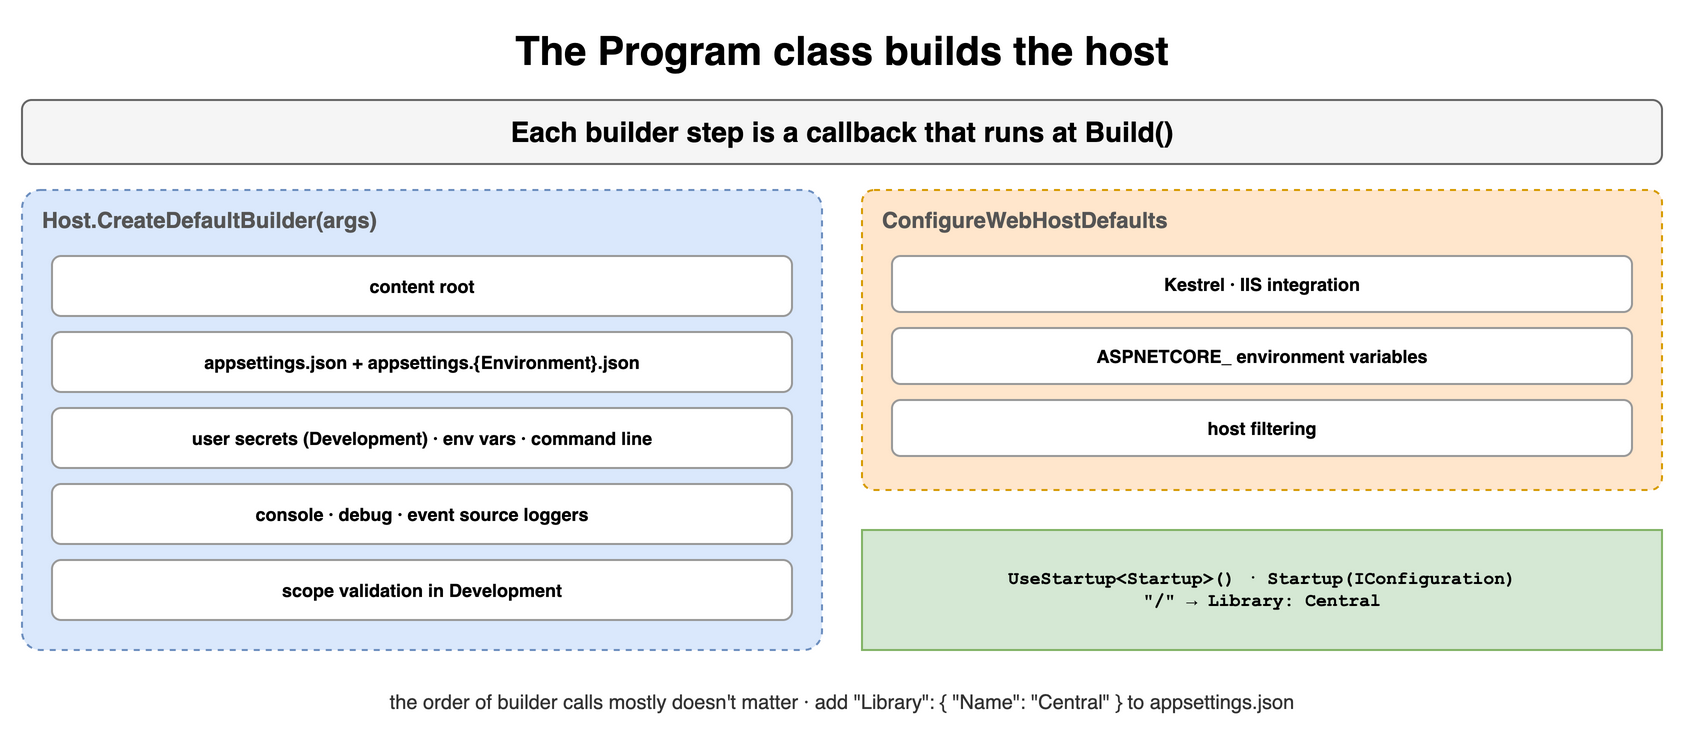 The Program class builds the host
Each builder step is a callback that runs at Build()
Host.CreateDefaultBuilder(args)
content root
appsettings.json + appsettings.{Environment}.json
user secrets (Development) · env vars · command line
console · debug · event source loggers
scope validation in Development
ConfigureWebHostDefaults
Kestrel · IIS integration
ASPNETCORE_ environment variables
host filtering
UseStartup<Startup>() · Startup(IConfiguration)
"/" → Library: Central
the order of builder calls mostly doesn't matter · add "Library": { "Name": "Central" } to appsettings.json